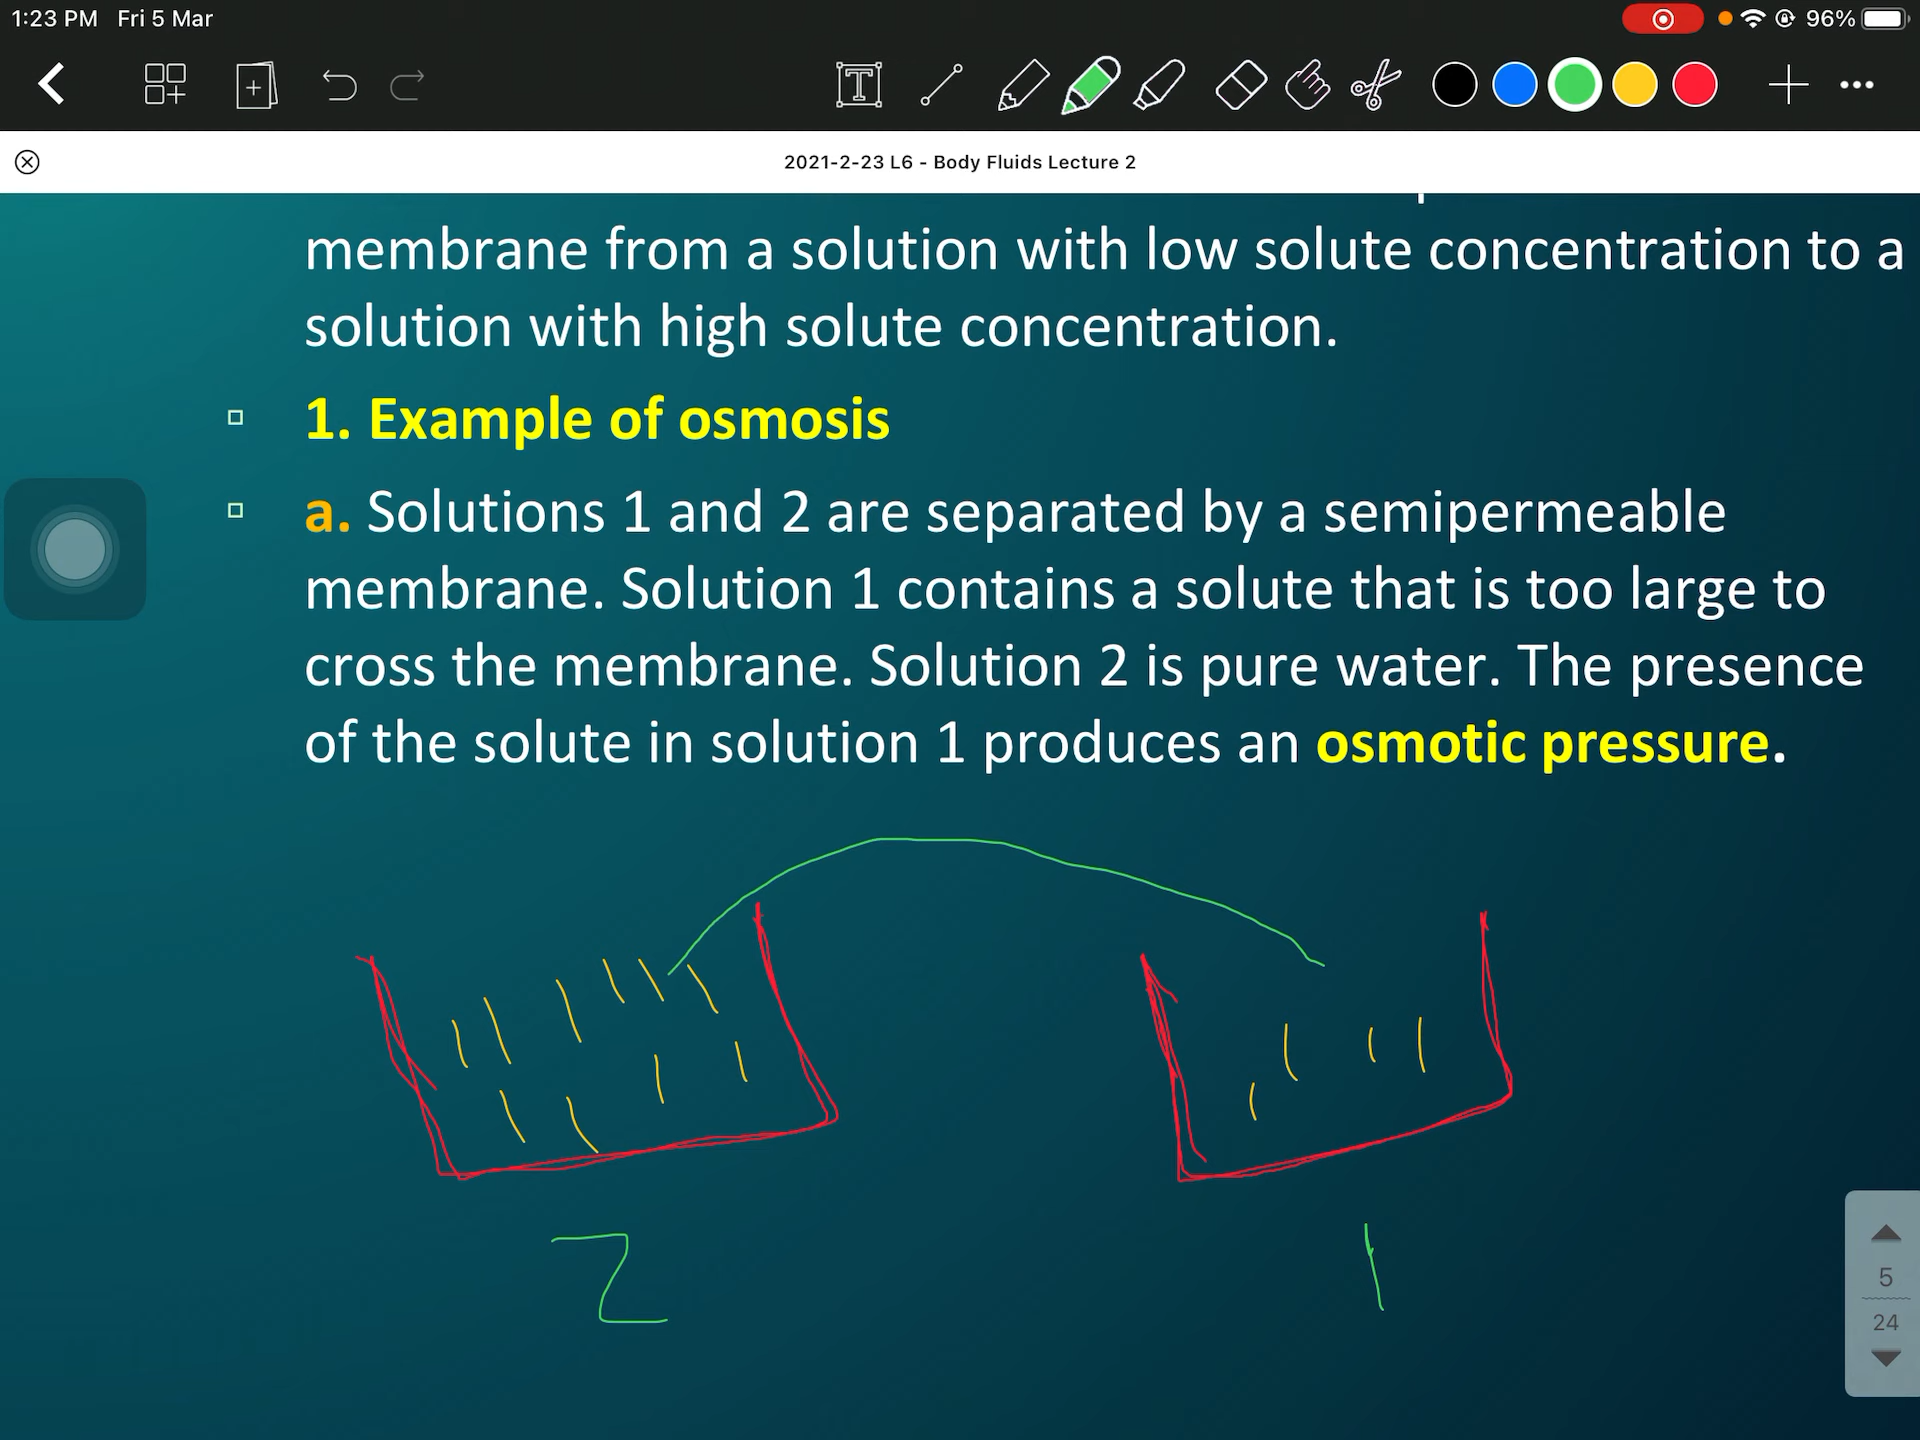 1:23 PM Fri 5 Mar
96%
T
2021-2-23 L6 - Body Fluids Lecture 2
membrane from a solution with low solute concentration to a
solution with high solute concentration.
1. Example of osmosis
a. Solutions 1 and 2 are separated by a semipermeable
membrane. Solution 1 contains a solute that is too large to
cross the membrane. Solution 2 is pure water. The presence
of the solute in solution 1 produces an osmotic pressure.
2 1
5
24